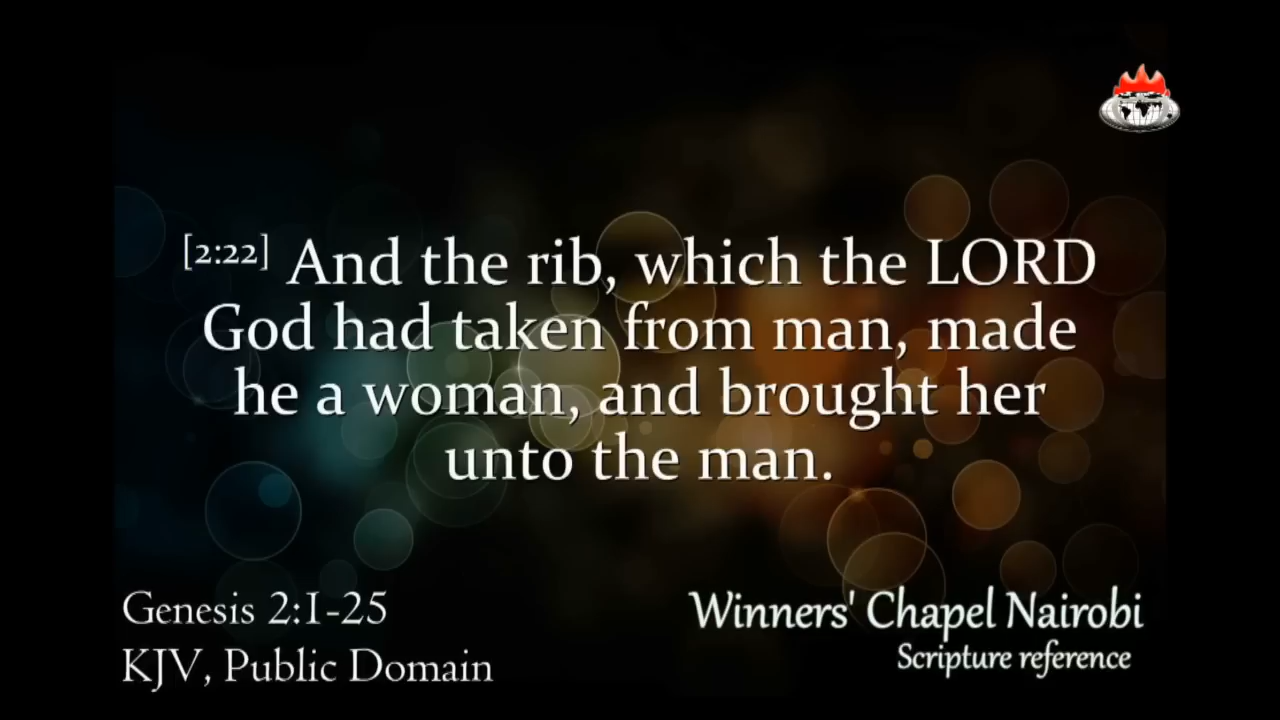 [2:22] And the rib, which the LORD
God had taken from man, made
he a woman, and brought her
unto the man.
Genesis 2:1-25
KJV, Public Domain
Winners' Chapel Nairobi
Scripture reference